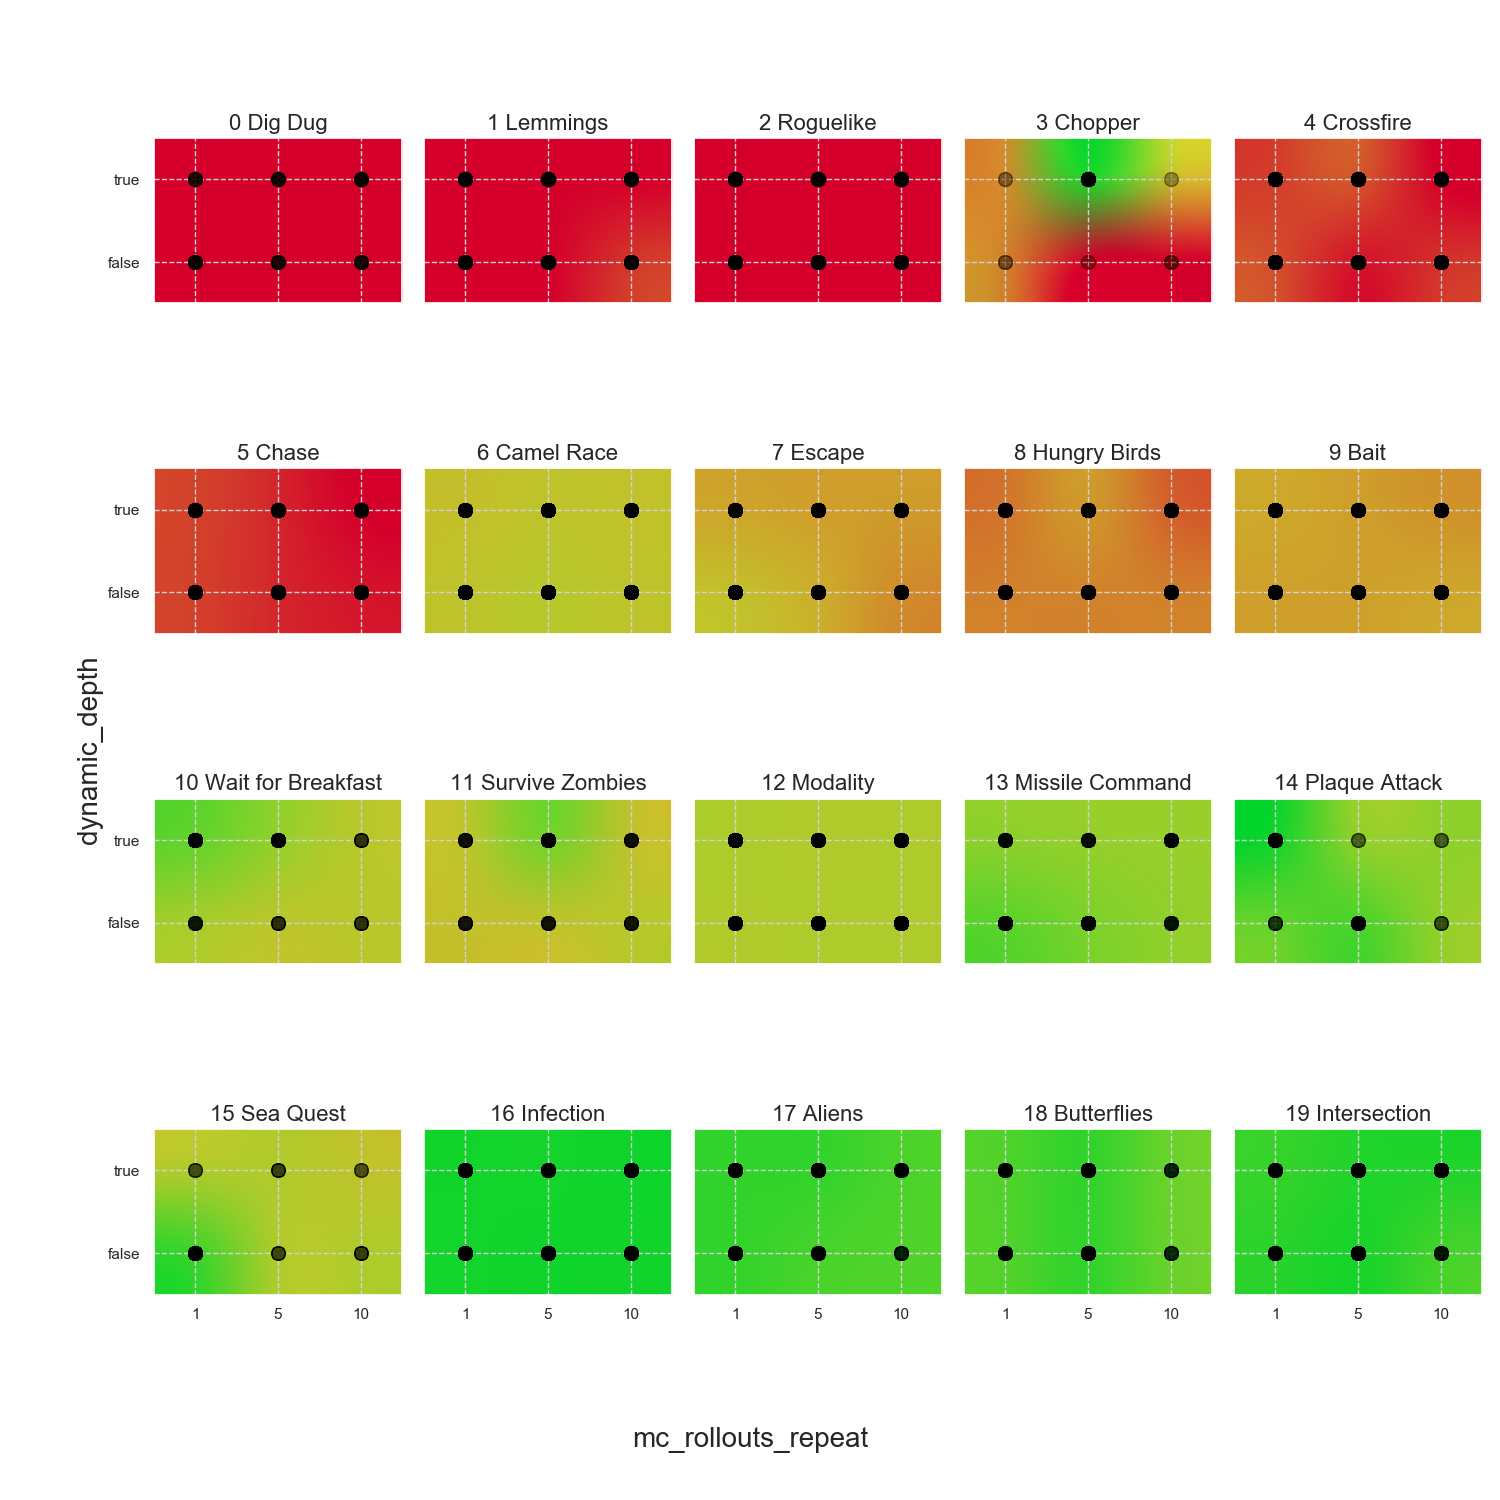 0 Dig Dug
1 Lemmings
2 Roguelike
3 Chopper
4 Crossfire
true
false
5 Chase
6 Camel Race
7 Escape
8 Hungry Birds
9 Bait
true
false
dynamic_depth
10 Wait for Breakfast
11 Survive Zombies
12 Modality
13 Missile Command
14 Plaque Attack
true
false
15 Sea Quest
16 Infection
17 Aliens
18 Butterflies
19 Intersection
true
false
1 5 10
1 5 10
1 5 10
1 5 10
1 5 10
mc_rollouts_repeat